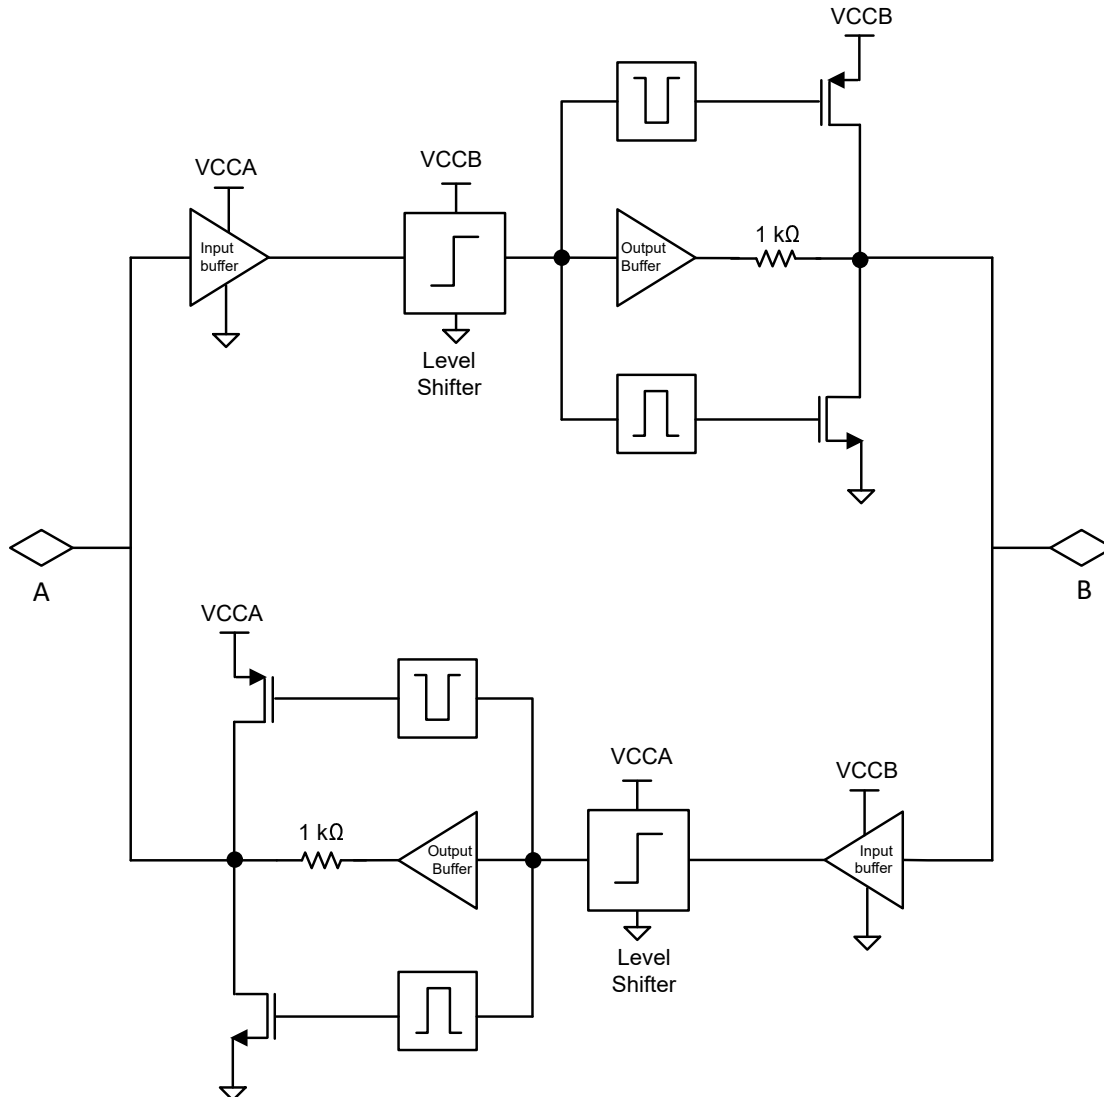 VCCB
VCCA
VCCB
Input
buffer
Output
Buffer
1 kΩ
Level
Shifter
A
B
VCCA
VCCA
VCCB
1 kΩ
Output
Buffer
Input
buffer
Level
Shifter